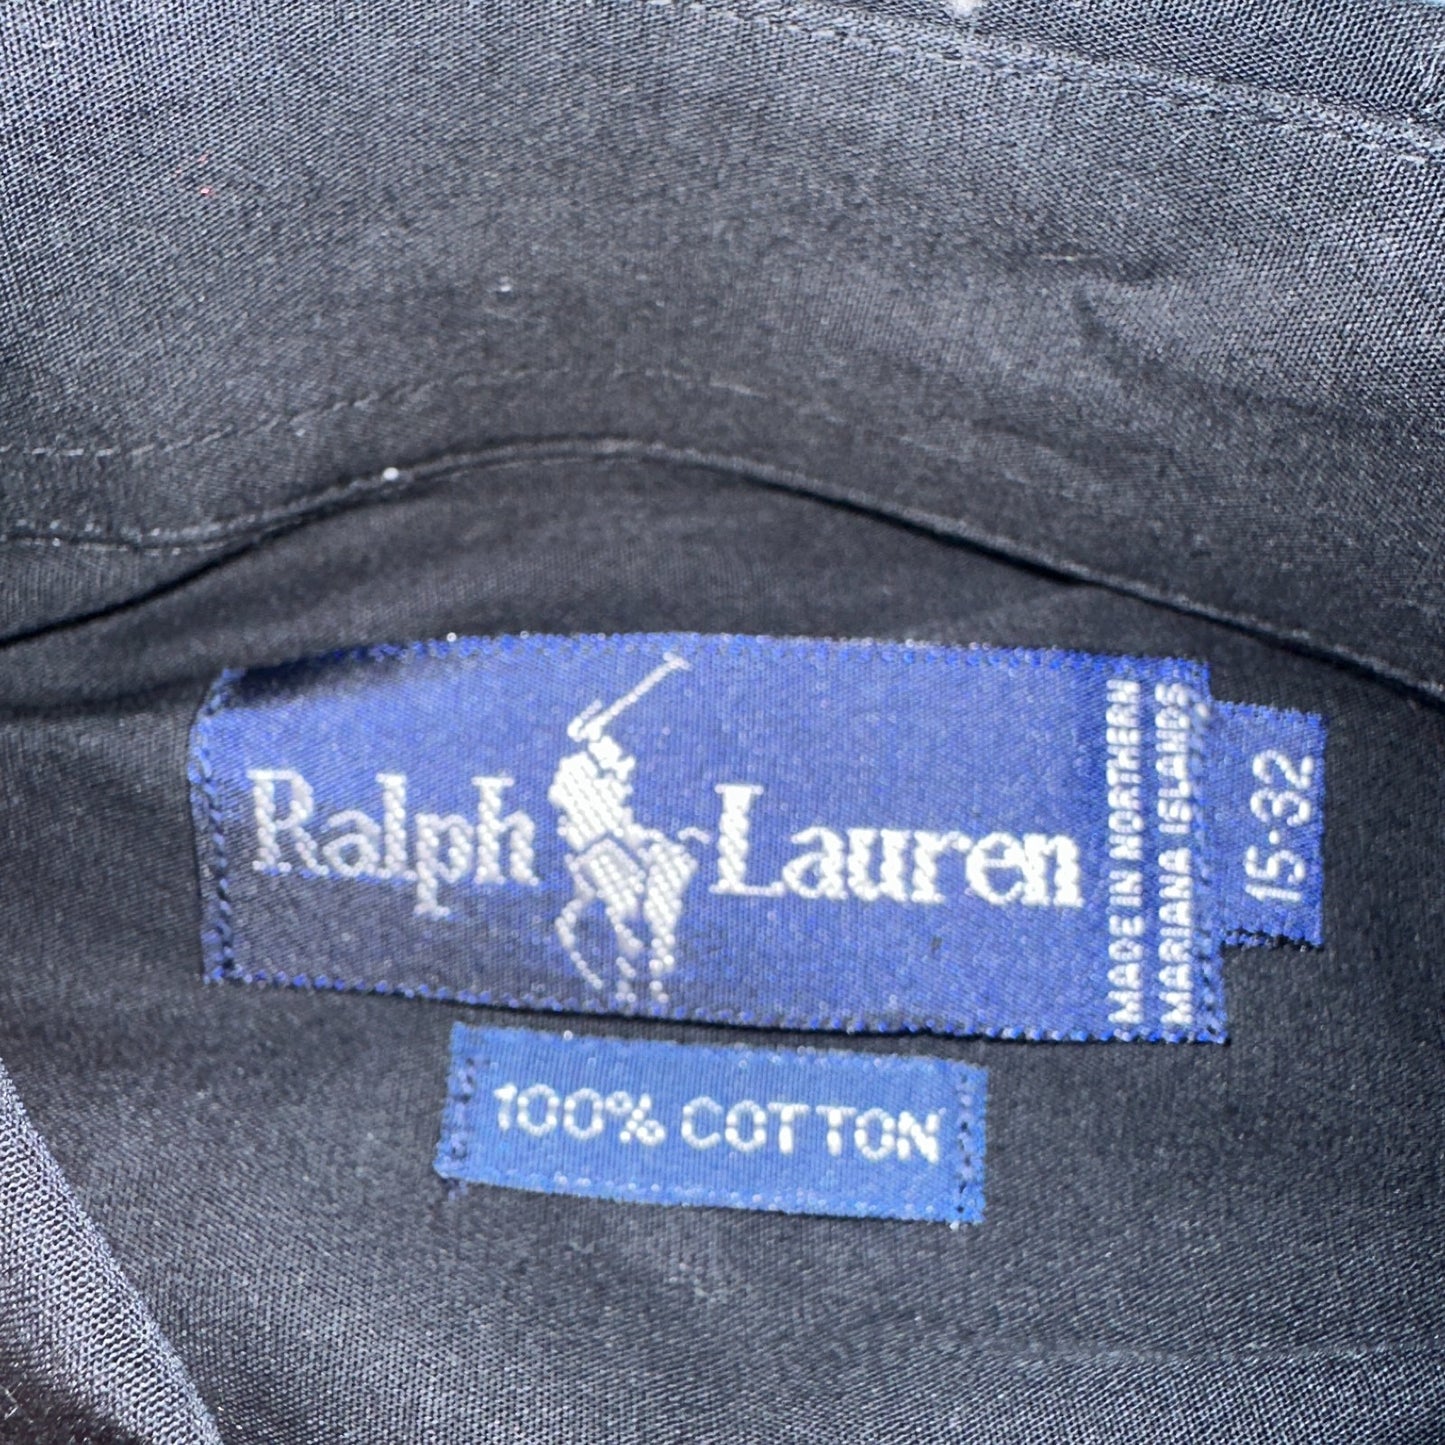 Ralph Lauren
MADE IN NORTHERN
MARIANA ISLANDS
15-32
100% COTTON